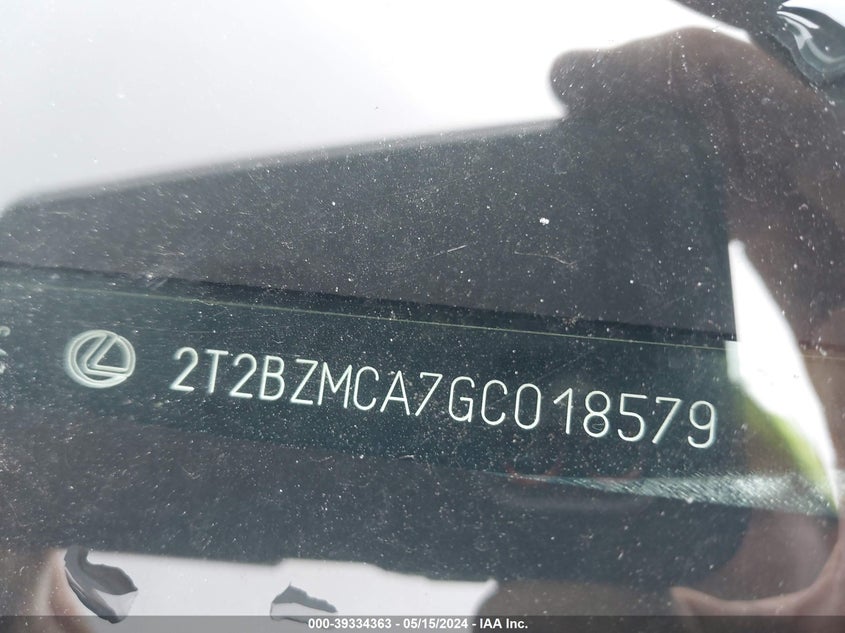 2T2BZMCA7GC018579
000-39334363 - 05/15/2024 - IAA Inc.